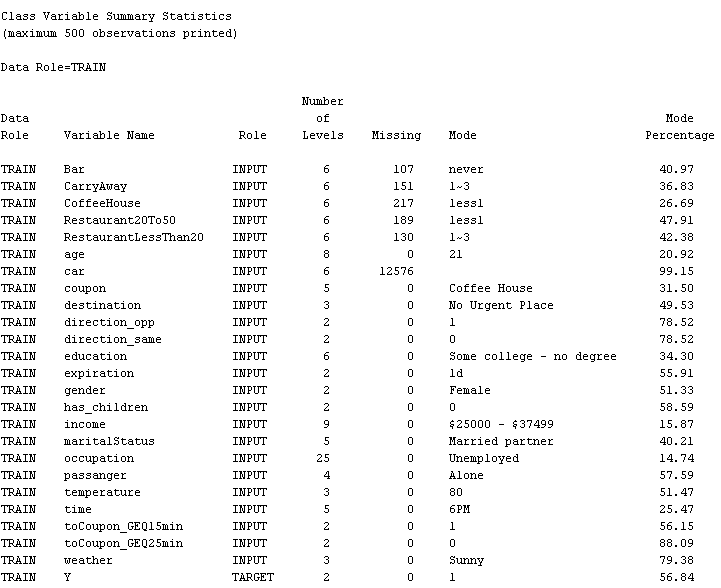 Class Variable Summary Statistics
(maximum 500 observations printed)
Data Role=TRAIN
Number
Data of Mode
Role Variable Name Role Levels Missing Mode Percentage
TRAIN Bar INPUT 6 107 never 40.97
TRAIN CarryAway INPUT 6 151 1~3 36.83
TRAIN CoffeeHouse INPUT 6 217 less1 26.69
TRAIN Restaurant20To50 INPUT 6 189 less1 47.91
TRAIN RestaurantLessThan20 INPUT 6 130 1~3 42.38
TRAIN age INPUT 8 0 21 20.92
TRAIN car INPUT 6 12576 99.15
TRAIN coupon INPUT 5 0 Coffee House 31.50
TRAIN destination INPUT 3 0 No Urgent Place 49.53
TRAIN direction_opp INPUT 2 0 1 78.52
TRAIN direction_same INPUT 2 0 0 78.52
TRAIN education INPUT 6 0 Some college - no degree 34.30
TRAIN expiration INPUT 2 0 1d 55.91
TRAIN gender INPUT 2 0 Female 51.33
TRAIN has_children INPUT 2 0 0 58.59
TRAIN income INPUT 9 0 $25000 - $37499 15.87
TRAIN maritalStatus INPUT 5 0 Married partner 40.21
TRAIN occupation INPUT 25 0 Unemployed 14.74
TRAIN passanger INPUT 4 0 Alone 57.59
TRAIN temperature INPUT 3 0 80 51.47
TRAIN time INPUT 5 0 6PM 25.47
TRAIN toCoupon_GEQ15min INPUT 2 0 1 56.15
TRAIN toCoupon_GEQ25min INPUT 2 0 0 88.09
TRAIN weather INPUT 3 0 Sunny 79.38
TRAIN Y TARGET 2 0 1 56.84